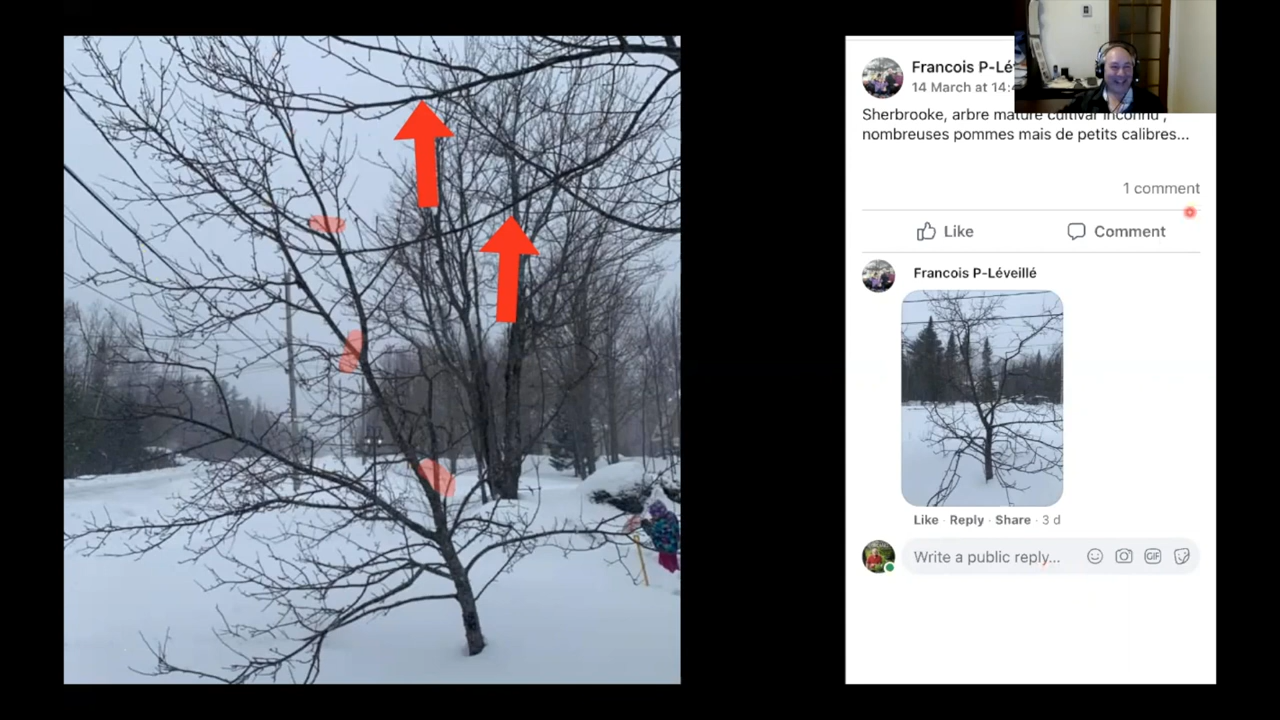 Francois P-Lé
14 March at 14:
Sherbrooke, arbre mature cultivar inconnu ,
nombreuses pommes mais de petits calibres...
1 comment
Like
Comment
Francois P-Léveillé
Like · Reply · Share · 3 d
Write a public reply...
GIF